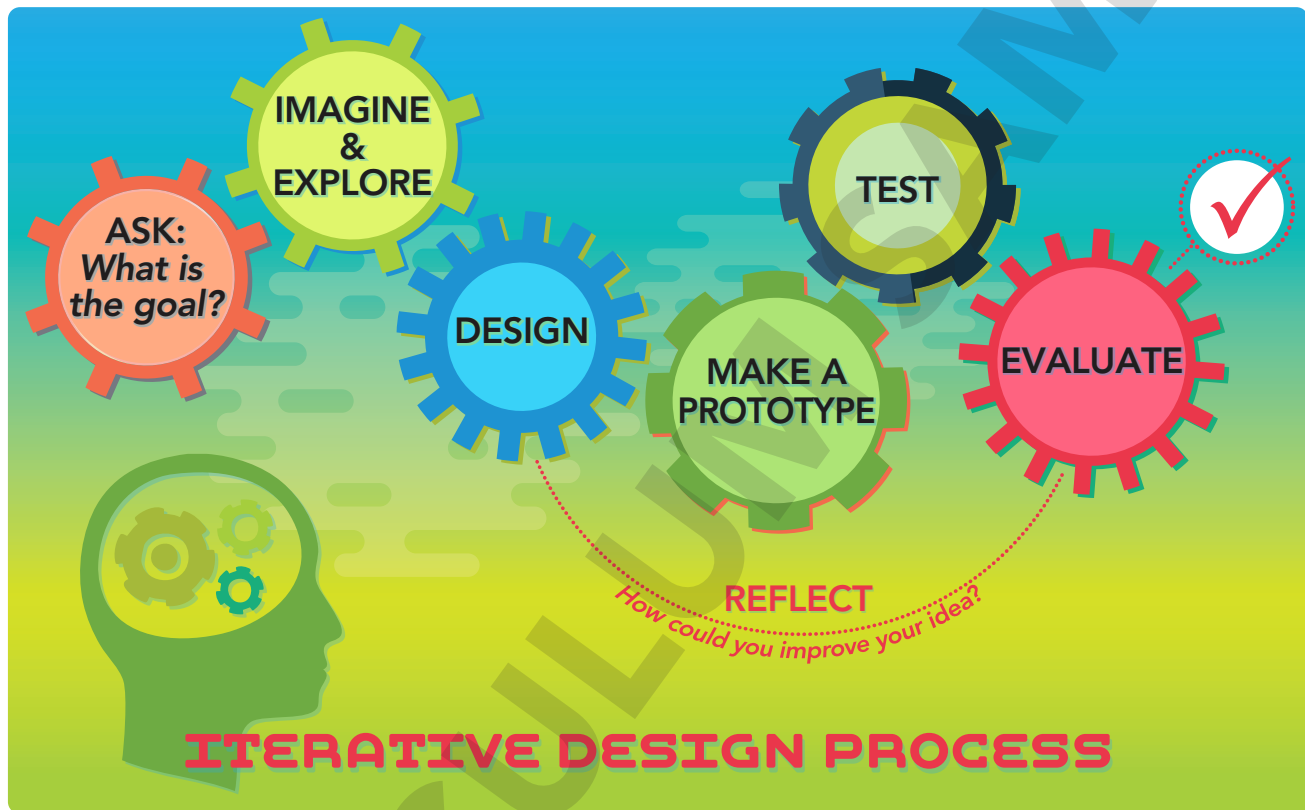 ASK:
What is
the goal?
IMAGINE
&
EXPLORE
DESIGN
MAKE A
PROTOTYPE
TEST
EVALUATE
REFLECT
How could you improve your idea?
ITERATIVE DESIGN PROCESS